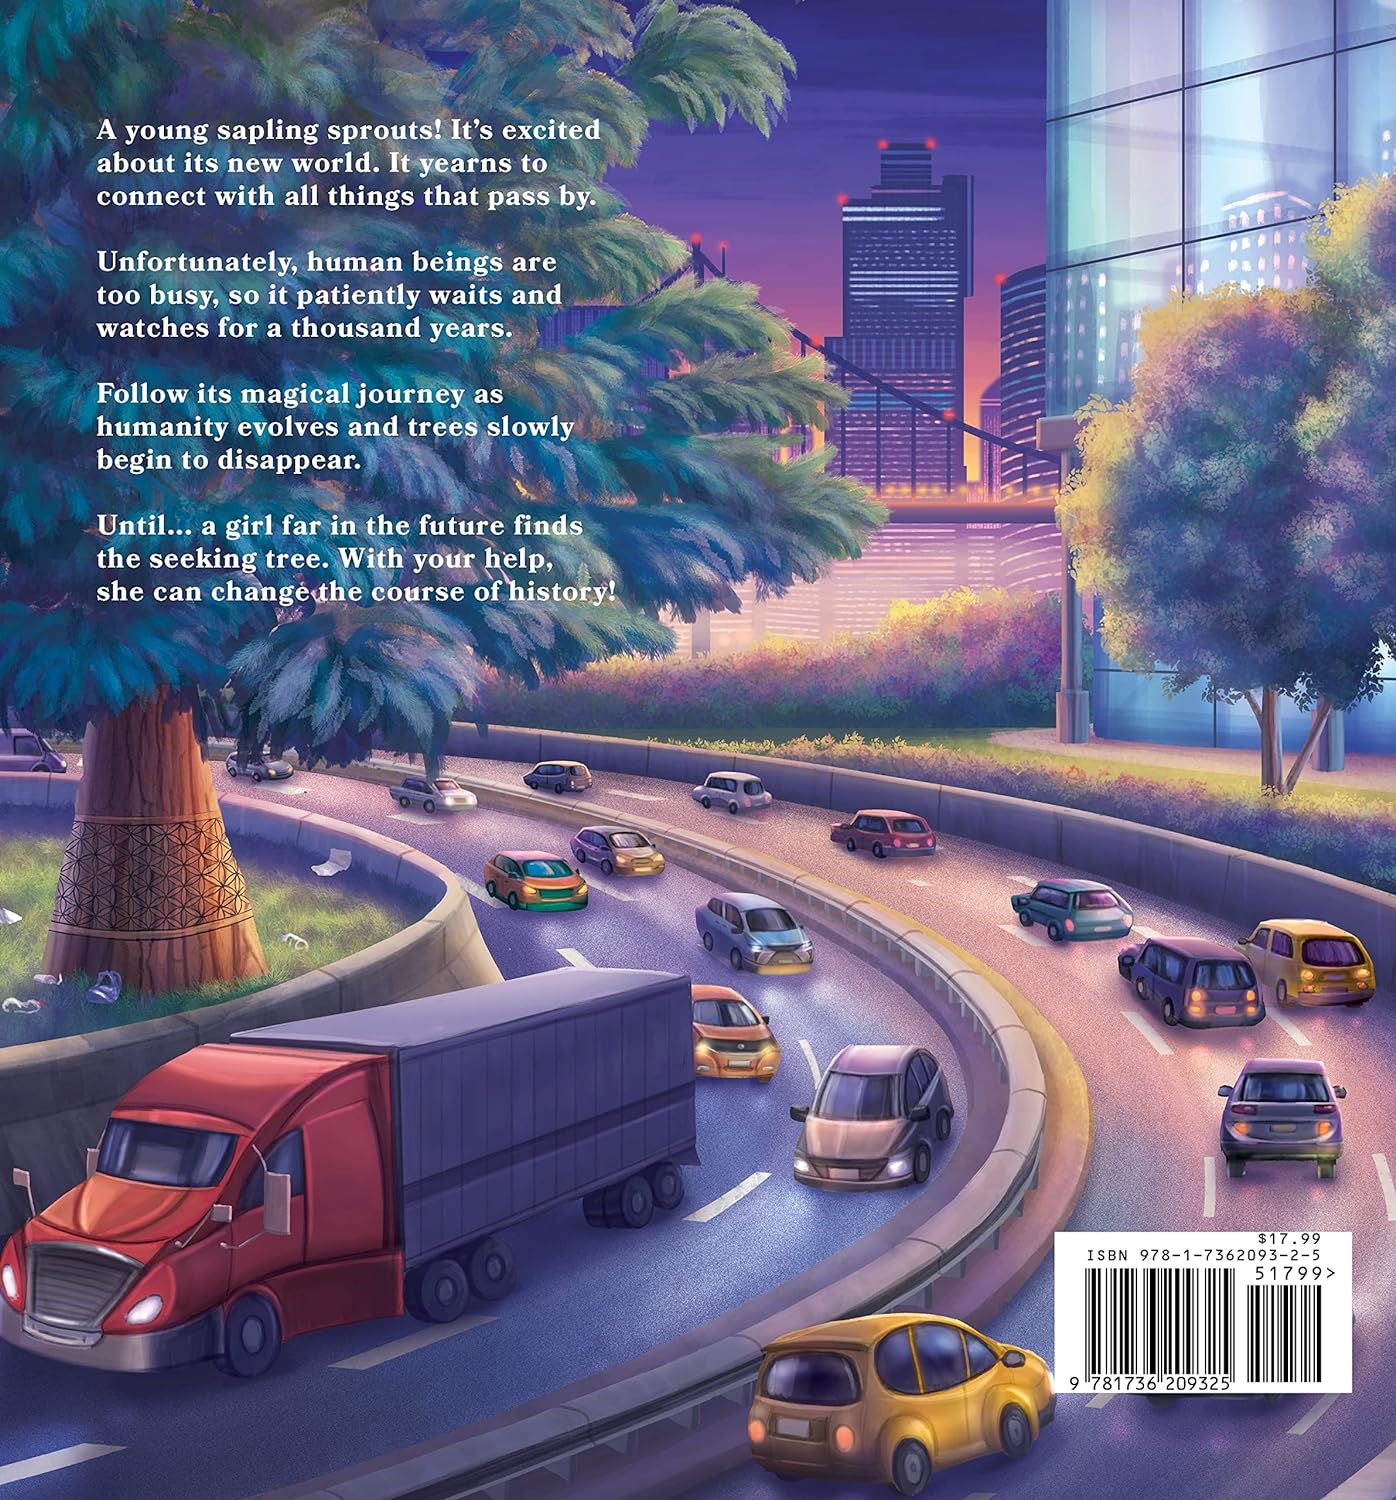 A young sapling sprouts! It's excited
about its new world. It yearns to
connect with all things that pass by.
Unfortunately, human beings are
too busy, so it patiently waits and
watches for a thousand years.
Follow its magical journey as
humanity evolves and trees slowly
begin to disappear.
Until... a girl far in the future finds
the seeking tree. With your help,
she can change the course of history!
$17.99
ISBN 978-1-7362093-2-5
51799>
9 781736 209325